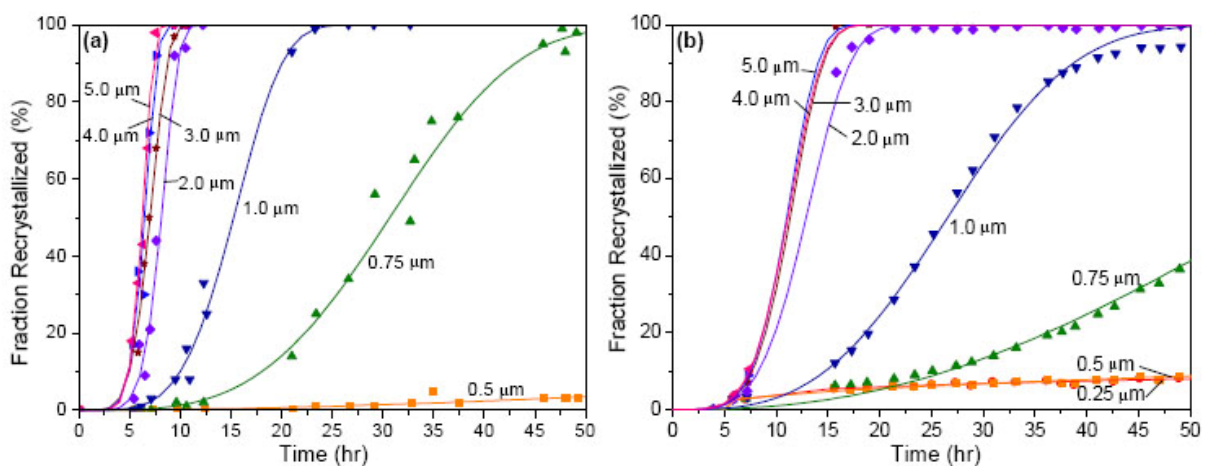 (a)
100
80
60
40
20
0
Fraction Recrystallized (%)
5.0 µm
4.0 µm
3.0 µm
2.0 µm
1.0 µm
0.75 µm
0.5 µm
0 5 10 15 20 25 30 35 40 45 50
Time (hr)
(b)
100
80
60
40
20
0
Fraction Recrystallized (%)
5.0 µm
4.0 µm
3.0 µm
2.0 µm
1.0 µm
0.75 µm
0.5 µm
0.25 µm
0 5 10 15 20 25 30 35 40 45 50
Time (hr)